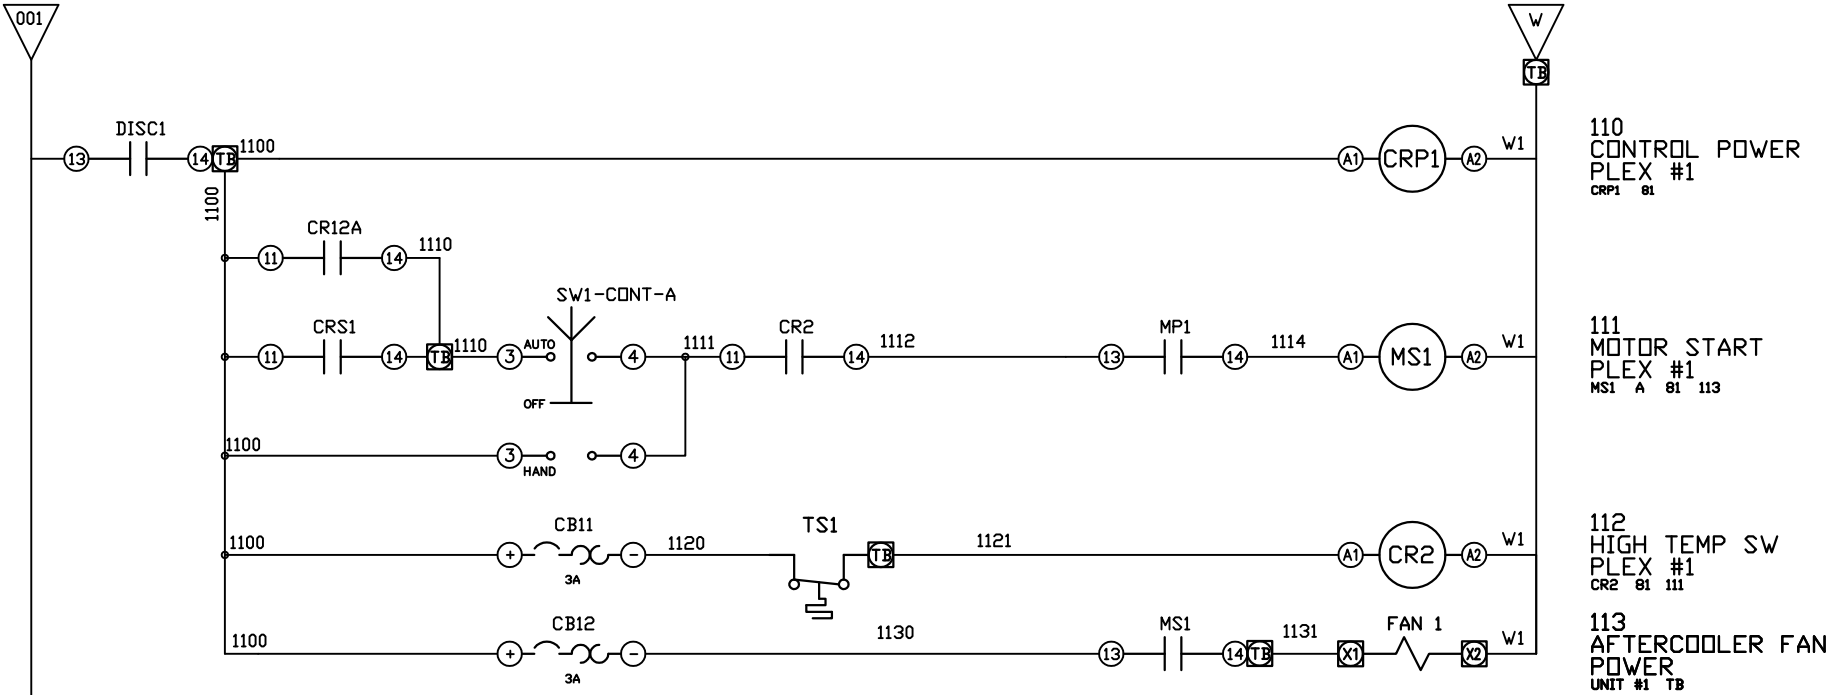 001
W
TB
DISC1
13
14
TB
1100
A1
CRP1
A2
W1
110
CONTROL POWER
PLEX #1
CRP1 81
1100
CR12A
11
14
1110
SW1-CONT-A
CRS1
11
14
TB
1110
3
AUTO
OFF
4
1111
CR2
11
14
1112
MP1
13
14
1114
A1
MS1
A2
W1
111
MOTOR START
PLEX #1
MS1 A 81 113
1100
3
HAND
4
1100
CB11
+
-
3A
1120
TS1
TB
1121
A1
CR2
A2
W1
112
HIGH TEMP SW
PLEX #1
CR2 81 111
1100
CB12
+
-
3A
1130
MS1
13
14
TB
1131
X1
FAN 1
X2
W1
113
AFTERCOOLER FAN
POWER
UNIT #1 TB